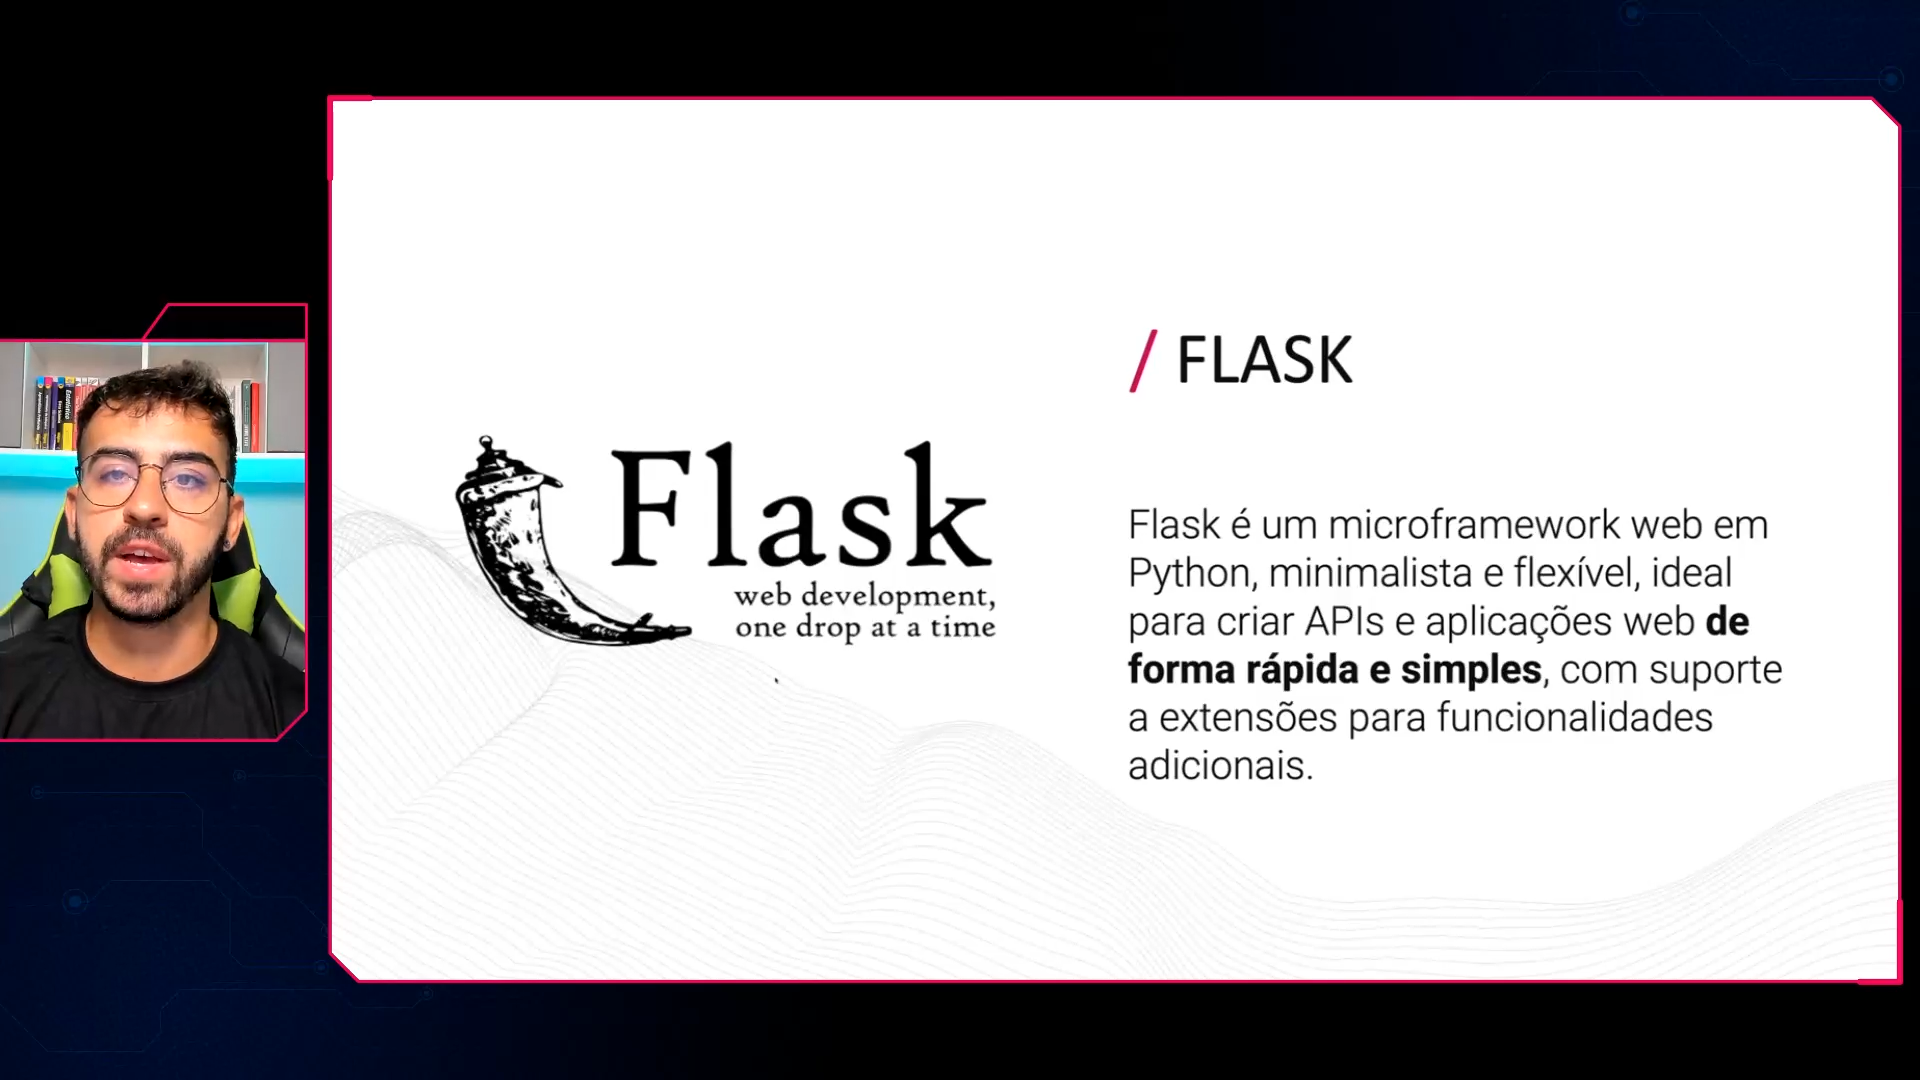 / FLASK
Flask
web development,
one drop at a time
Flask é um microframework web em
Python, minimalista e flexível, ideal
para criar APIs e aplicações web de
forma rápida e simples, com suporte
a extensões para funcionalidades
adicionais.